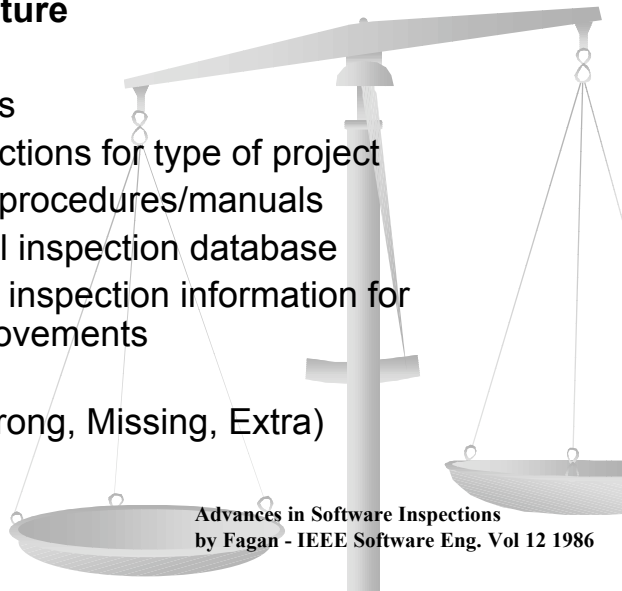 ture
s
ctions for type of project
procedures/manuals
l inspection database
inspection information for
ovements
rong, Missing, Extra)
Advances in Software Inspections
by Fagan - IEEE Software Eng. Vol 12 1986